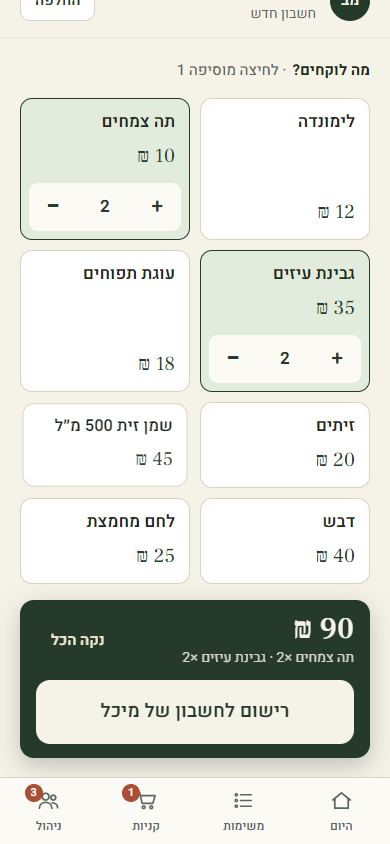 מב
החלפה
חשבון חדש
מה לוקחים? · לחיצה מוסיפה 1
לימונדה
12 ₪
תה צמחים
10 ₪
+ 2 −
גבינת עיזים
35 ₪
+ 2 −
עוגת תפוחים
18 ₪
זיתים
20 ₪
שמן זית 500 מ״ל
45 ₪
דבש
40 ₪
לחם מחמצת
25 ₪
90 ₪
תה צמחים ×2 · גבינת עיזים ×2
נקה הכל
רישום לחשבון של מיכל
היום
משימות
1
קניות
3
ניהול